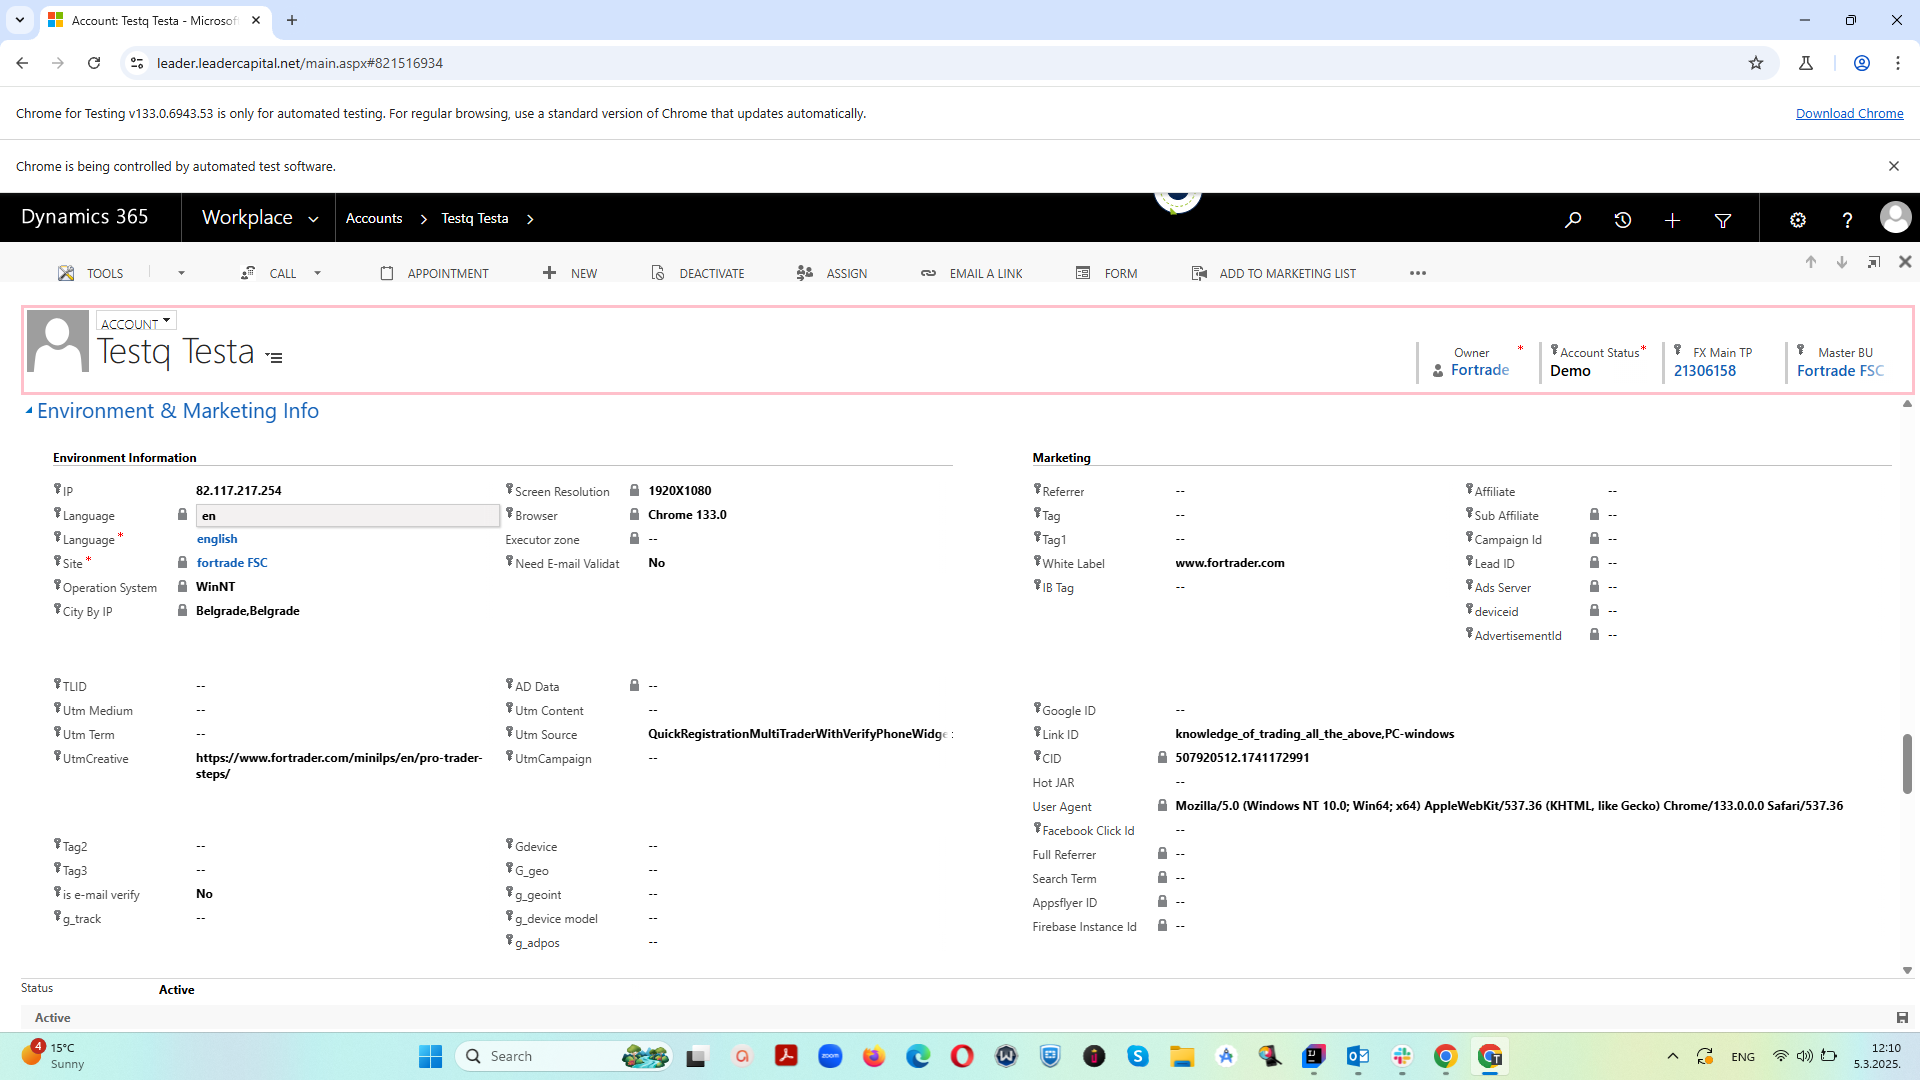 Account: Testq Testa - Microsof
leader.leadercapital.net/main.aspx#821516934
Chrome for Testing v133.0.6943.53 is only for automated testing. For regular browsing, use a standard version of Chrome that updates automatically.
Download Chrome
Chrome is being controlled by automated test software.
Dynamics 365
Workplace
Accounts
Testq Testa
TOOLS
CALL
APPOINTMENT
NEW
DEACTIVATE
ASSIGN
EMAIL A LINK
FORM
ADD TO MARKETING LIST
ACCOUNT
Testq Testa
Owner *
Fortrade
Account Status *
Demo
FX Main TP
21306158
Master BU
Fortrade FSC
Environment & Marketing Info
Environment Information
IP 82.117.217.254
Language en
Language * english
Site * fortrade FSC
Operation System WinNT
City By IP Belgrade,Belgrade
Screen Resolution 1920X1080
Browser Chrome 133.0
Executor zone --
Need E-mail Validat No
Marketing
Referrer --
Tag --
Tag1 --
White Label www.fortrader.com
IB Tag --
Affiliate --
Sub Affiliate --
Campaign Id --
Lead ID --
Ads Server --
deviceid --
AdvertisementId --
TLID --
Utm Medium --
Utm Term --
UtmCreative https://www.fortrader.com/minilps/en/pro-trader-
steps/
AD Data --
Utm Content --
Utm Source QuickRegistrationMultiTraderWithVerifyPhoneWidge
UtmCampaign --
Google ID --
Link ID knowledge_of_trading_all_the_above,PC-windows
CID 507920512.1741172991
Hot JAR --
User Agent Mozilla/5.0 (Windows NT 10.0; Win64; x64) AppleWebKit/537.36 (KHTML, like Gecko) Chrome/133.0.0.0 Safari/537.36
Facebook Click Id --
Full Referrer --
Search Term --
Appsflyer ID --
Firebase Instance Id --
Tag2 --
Tag3 --
is e-mail verify No
g_track --
Gdevice --
G_geo --
g_geoint --
g_device model --
g_adpos --
Status Active
Active
4
15°C
Sunny
Search
zoom
ENG
12:10
5.3.2025.